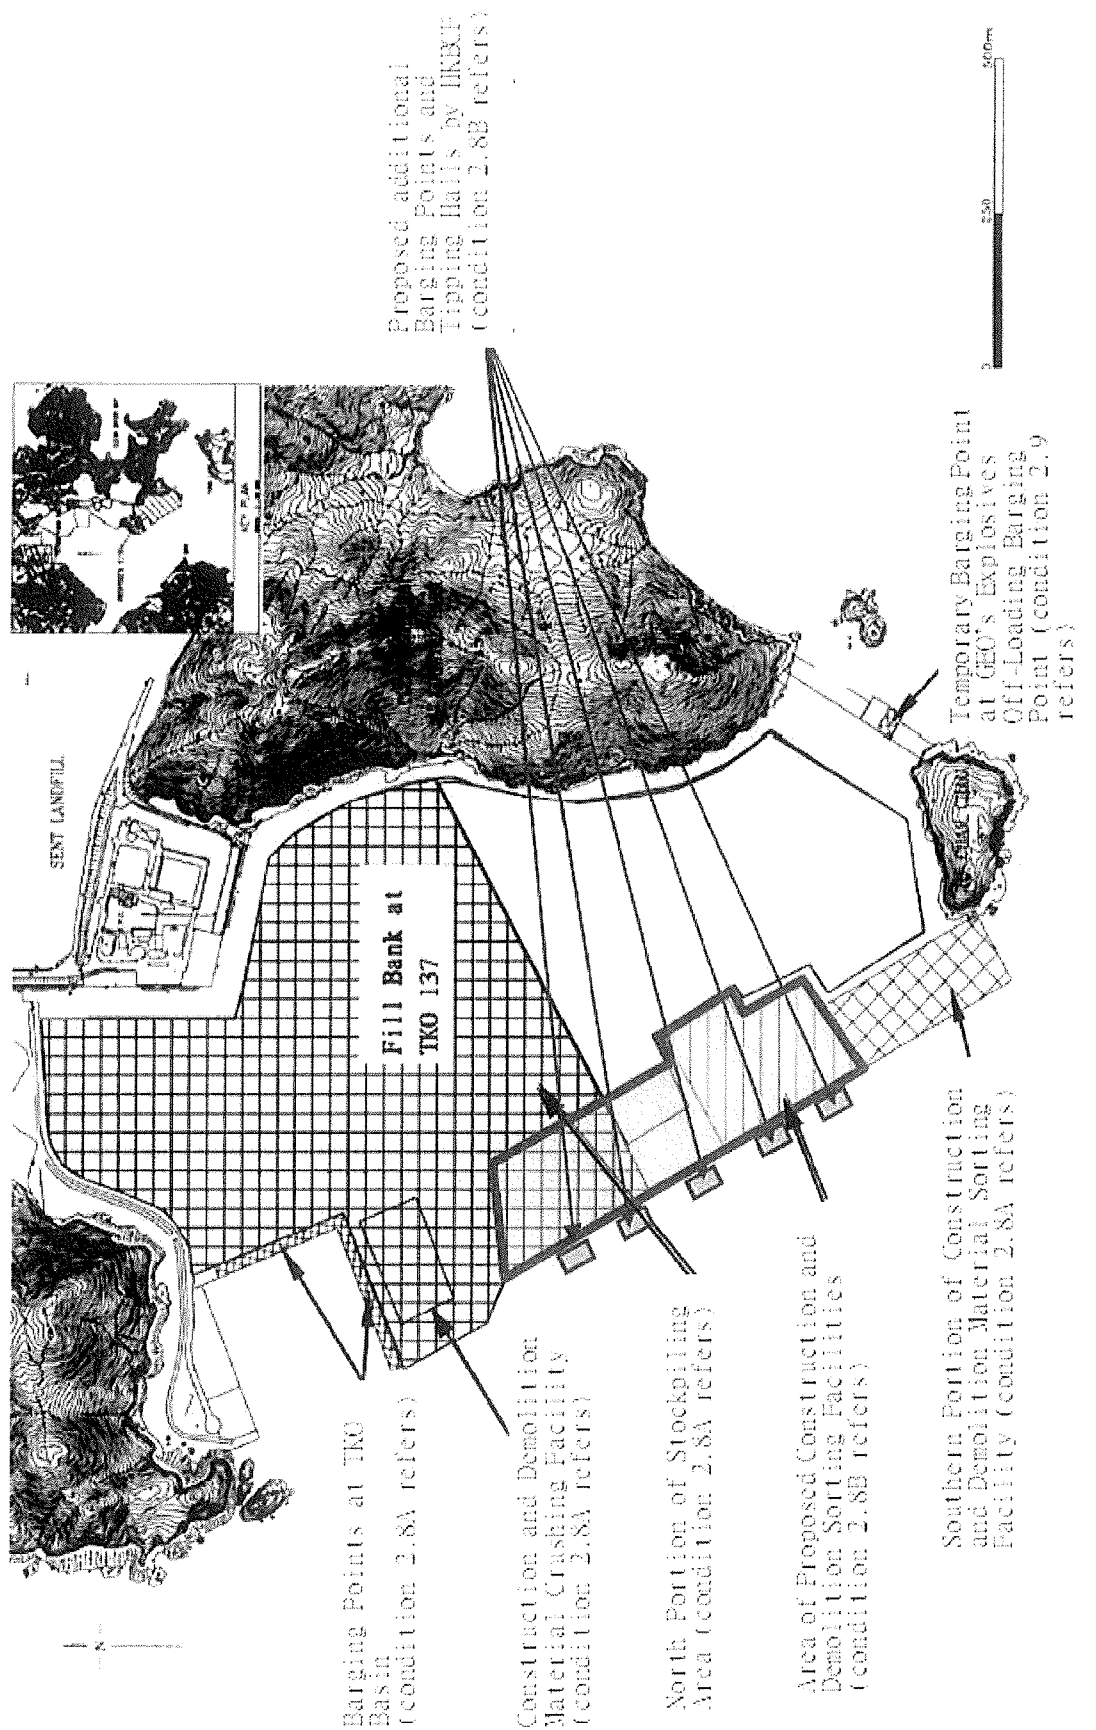 SENT LANDFILL
KEY PLAN
Fill Bank at
TKO 137
Proposed additional
Barging Points and
Tipping Halls by HKBCF
(condition 2.8B refers)
0 250 500m
Temporary Barging Point
at GEO's Explosives
Off-Loading Barging
Point (condition 2.9
refers)
N
Barging Points at TKO
Basin
(condition 2.8A refers)
Construction and Demolition
Material Crushing Facility
(condition 2.8A refers)
North Portion of Stockpiling
Area (condition 2.8A refers)
Area of Proposed Construction and
Demolition Sorting Facilities
(condition 2.8B refers)
Southern Portion of Construction
and Demolition Material Sorting
Facility (condition 2.8A refers)